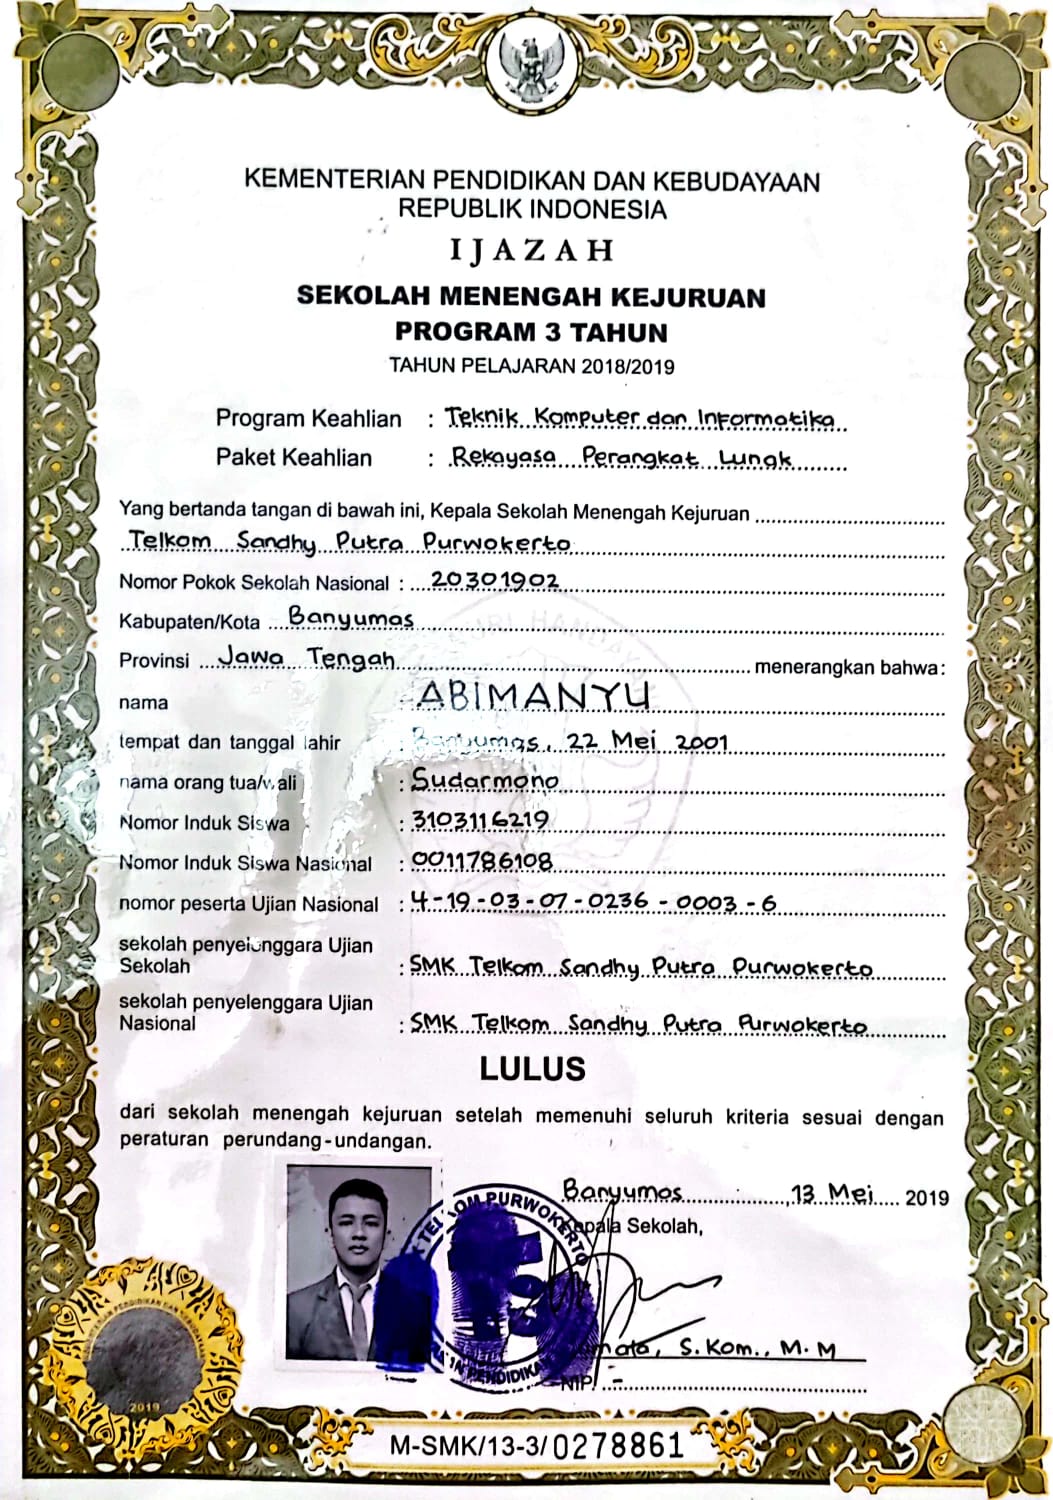 KEMENTERIAN PENDIDIKAN DAN KEBUDAYAAN
REPUBLIK INDONESIA
IJAZAH
SEKOLAH MENENGAH KEJURUAN
PROGRAM 3 TAHUN
TAHUN PELAJARAN 2018/2019
Program Keahlian : Teknik Komputer dan Informatika
Paket Keahlian : Rekayasa Perangkat Lunak
Yang bertanda tangan di bawah ini, Kepala Sekolah Menengah Kejuruan
Telkom Sandhy Putra Purwokerto
Nomor Pokok Sekolah Nasional : 20301902
Kabupaten/Kota Banyumas
Provinsi Jawa Tengah menerangkan bahwa:
nama : ABIMANYU
tempat dan tanggal lahir : Banyumas, 22 Mei 2001
nama orang tua/wali : Sudarmono
Nomor Induk Siswa : 3103116219
Nomor Induk Siswa Nasional : 0011786108
nomor peserta Ujian Nasional : 4-19-03-07-0236-0003-6
sekolah penyelenggara Ujian
Sekolah : SMK Telkom Sandhy Putra Purwokerto
sekolah penyelenggara Ujian
Nasional : SMK Telkom Sandhy Putra Purwokerto
LULUS
dari sekolah menengah kejuruan setelah memenuhi seluruh kriteria sesuai dengan
peraturan perundang-undangan.
Banyumas, 13 Mei 2019
Kepala Sekolah,
S.Kom., M.M
NIP. -
TELKOM PURWOKERTO
PENDIDIKAN
2019
M-SMK/13-3/0278861